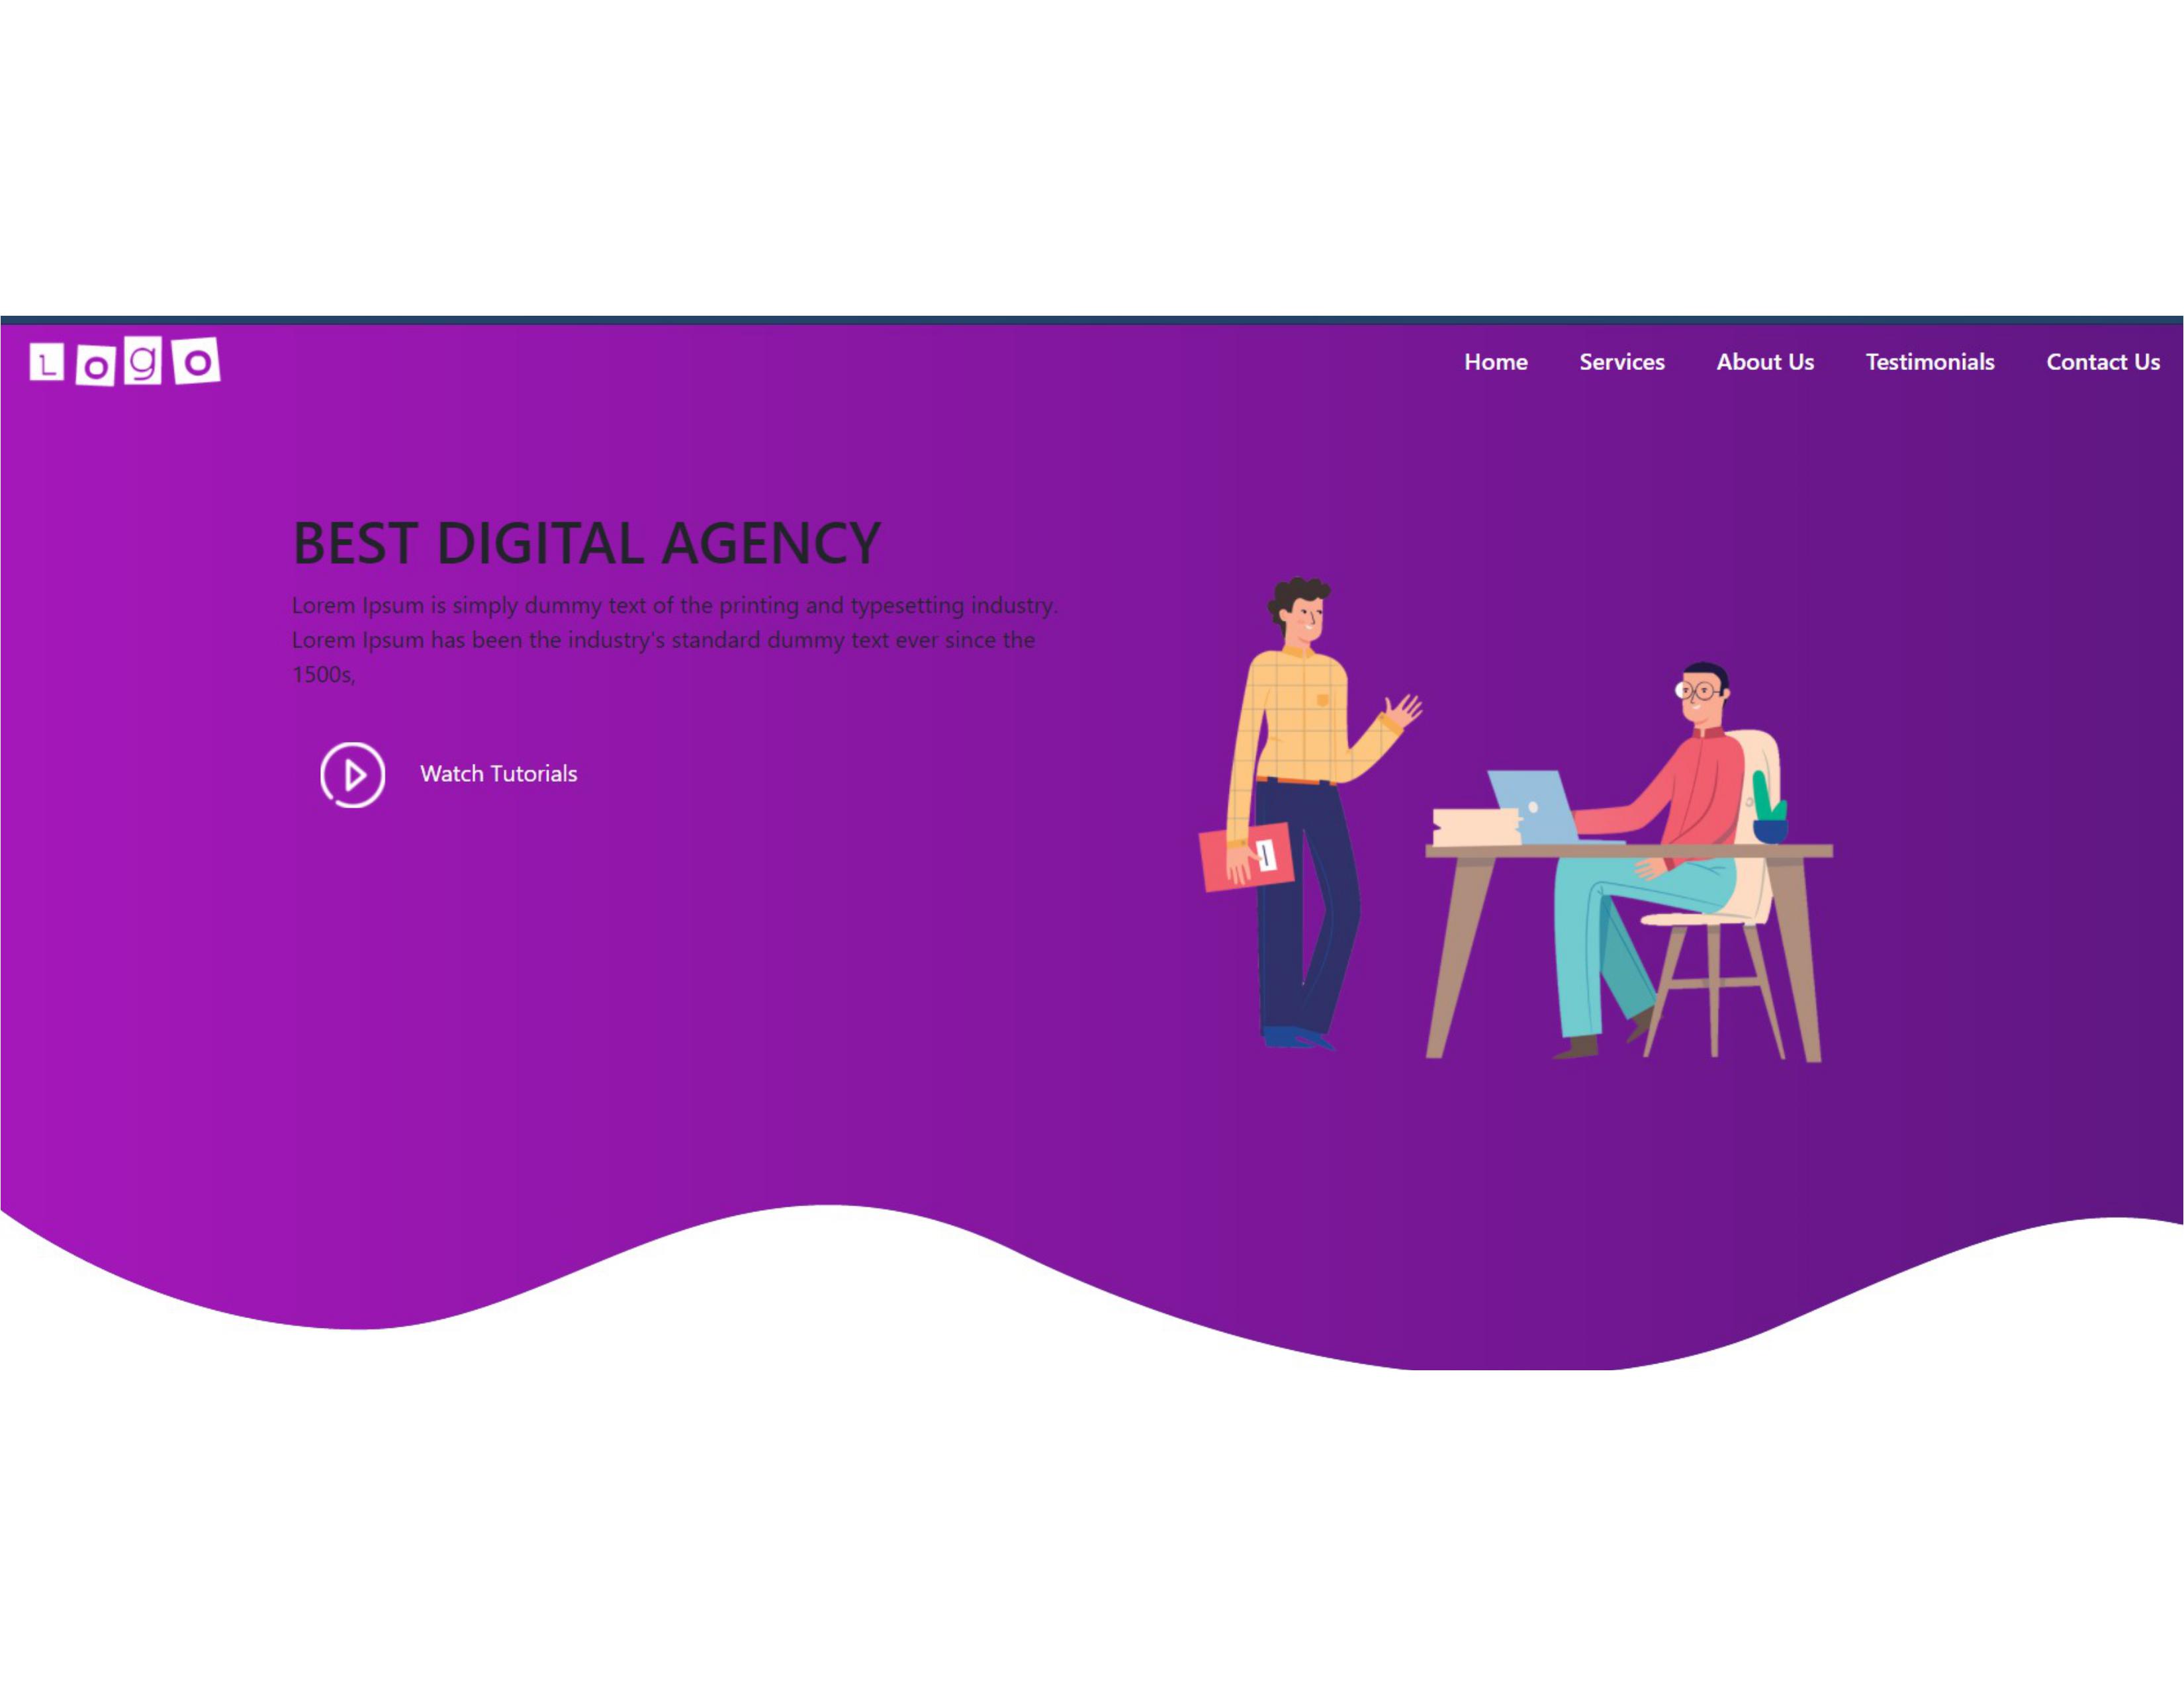 Logo
Home Services About Us Testimonials Contact Us
BEST DIGITAL AGENCY
Lorem Ipsum is simply dummy text of the printing and typesetting industry.
Lorem Ipsum has been the industry's standard dummy text ever since the
1500s,
Watch Tutorials